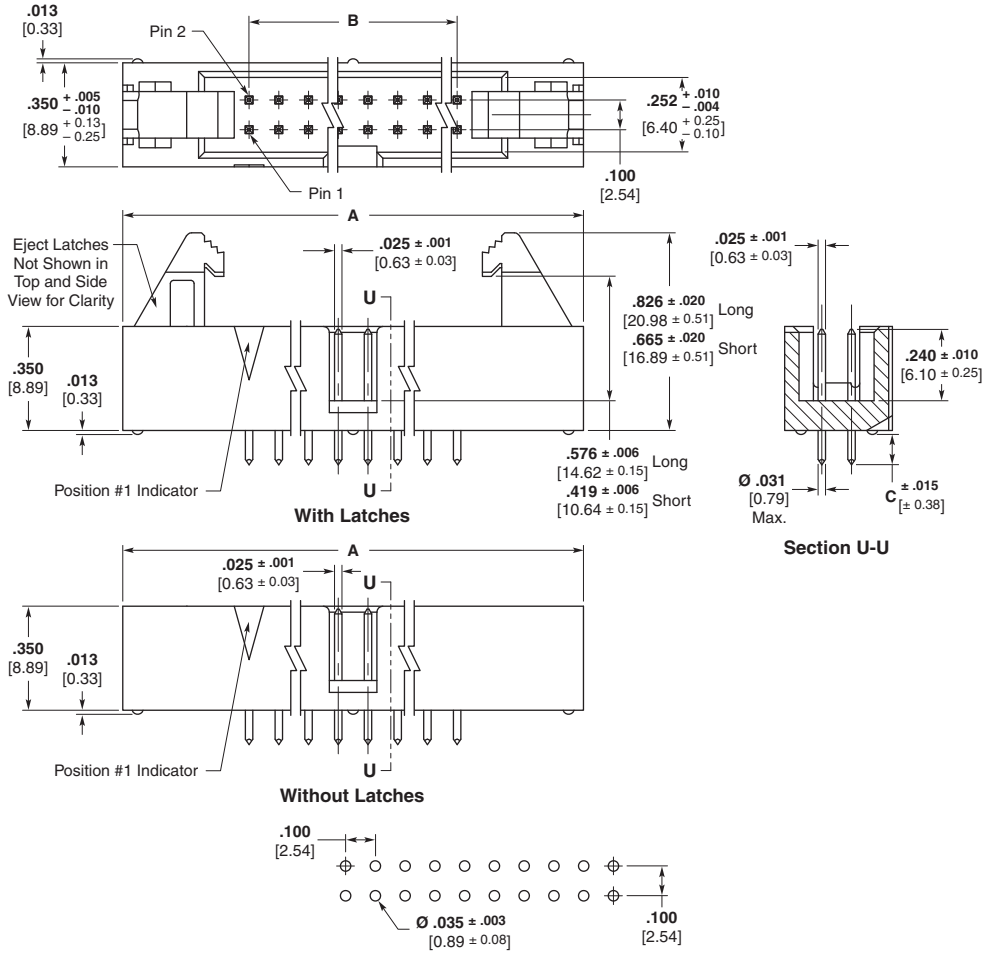 .013
[0.33]
Pin 2
B
.350 + .005 - .010
[8.89 + 0.13 - 0.25]
.252 + .010 - .004
[6.40 + 0.25 - 0.10]
.100
[2.54]
Pin 1
A
Eject Latches
Not Shown in
Top and Side
View for Clarity
.025 ± .001
[0.63 ± 0.03]
U
.826 ± .020
[20.98 ± 0.51] Long
.665 ± .020
[16.89 ± 0.51] Short
.025 ± .001
[0.63 ± 0.03]
.350
[8.89]
.013
[0.33]
.240 ± .010
[6.10 ± 0.25]
.576 ± .006
[14.62 ± 0.15] Long
.419 ± .006
[10.64 ± 0.15] Short
Position #1 Indicator
U
With Latches
Ø .031
[0.79]
Max.
C ± .015
[± 0.38]
Section U-U
A
.025 ± .001
[0.63 ± 0.03]
U
.350
[8.89]
.013
[0.33]
Position #1 Indicator
U
Without Latches
.100
[2.54]
Ø .035 ± .003
[0.89 ± 0.08]
.100
[2.54]